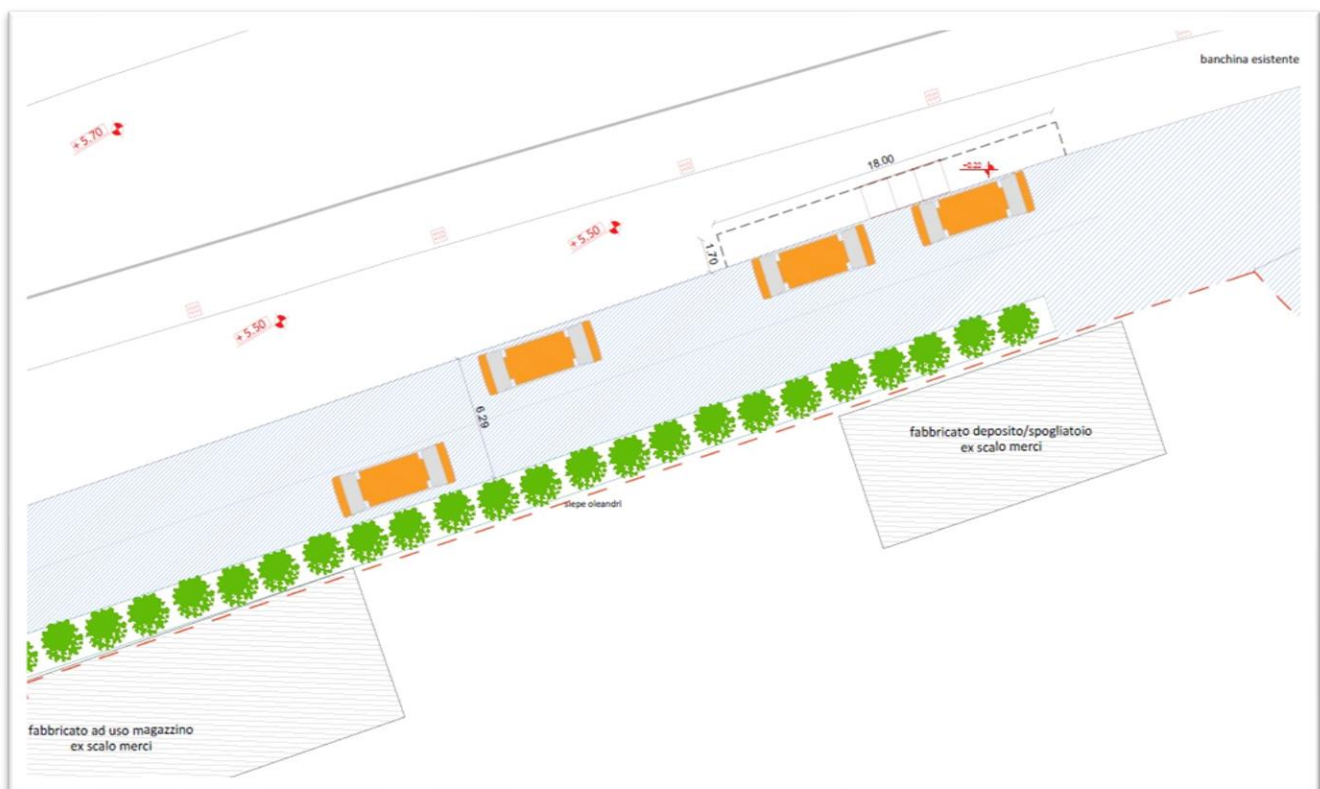 banchina esistente
+5.70
18.00
+5.50
1.70
+5.50
6.29
fabbricato deposito/spogliatoio
ex scalo merci
siepe oleandri
fabbricato ad uso magazzino
ex scalo merci